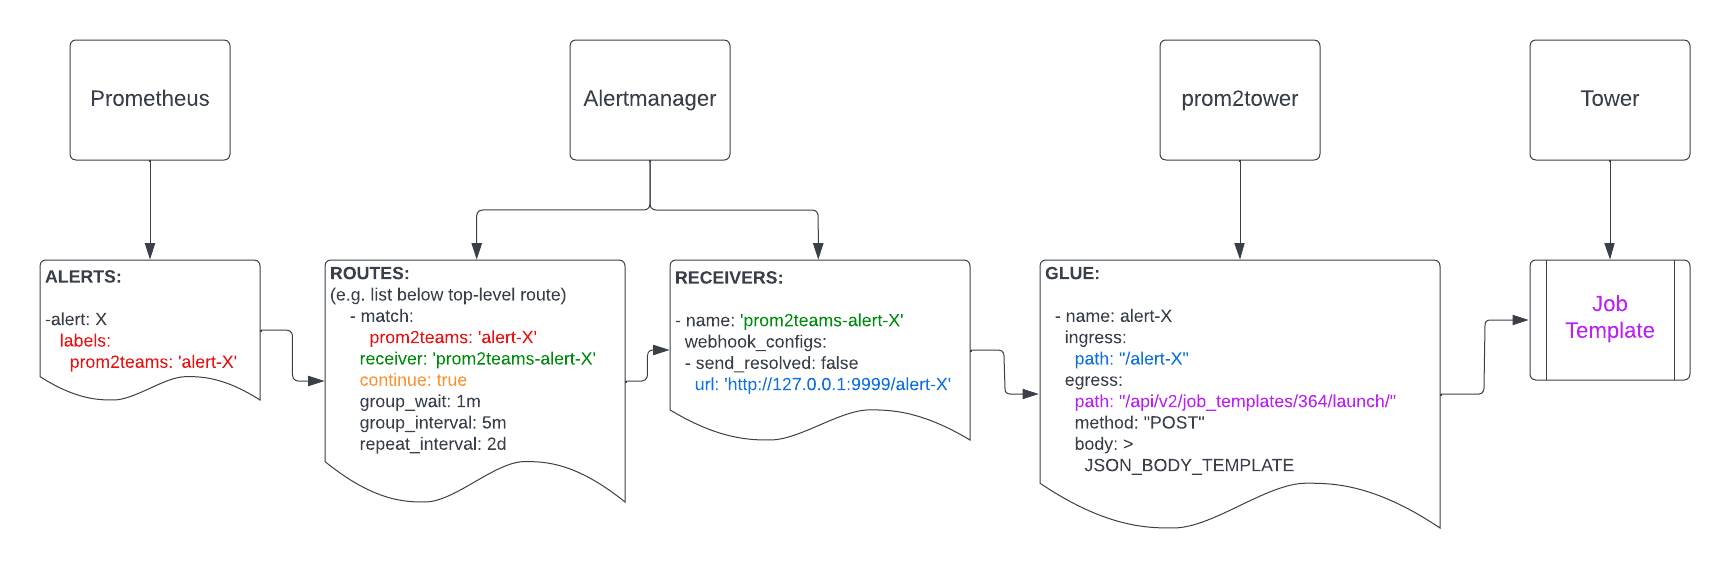 Prometheus
Alertmanager
prom2tower
Tower
ALERTS:
-alert: X
labels:
prom2teams: 'alert-X'
ROUTES:
(e.g. list below top-level route)
- match:
prom2teams: 'alert-X'
receiver: 'prom2teams-alert-X'
continue: true
group_wait: 1m
group_interval: 5m
repeat_interval: 2d
RECEIVERS:
- name: 'prom2teams-alert-X'
webhook_configs:
- send_resolved: false
url: 'http://127.0.0.1:9999/alert-X'
GLUE:
- name: alert-X
ingress:
path: "/alert-X"
egress:
path: "/api/v2/job_templates/364/launch/"
method: "POST"
body: >
JSON_BODY_TEMPLATE
Job
Template